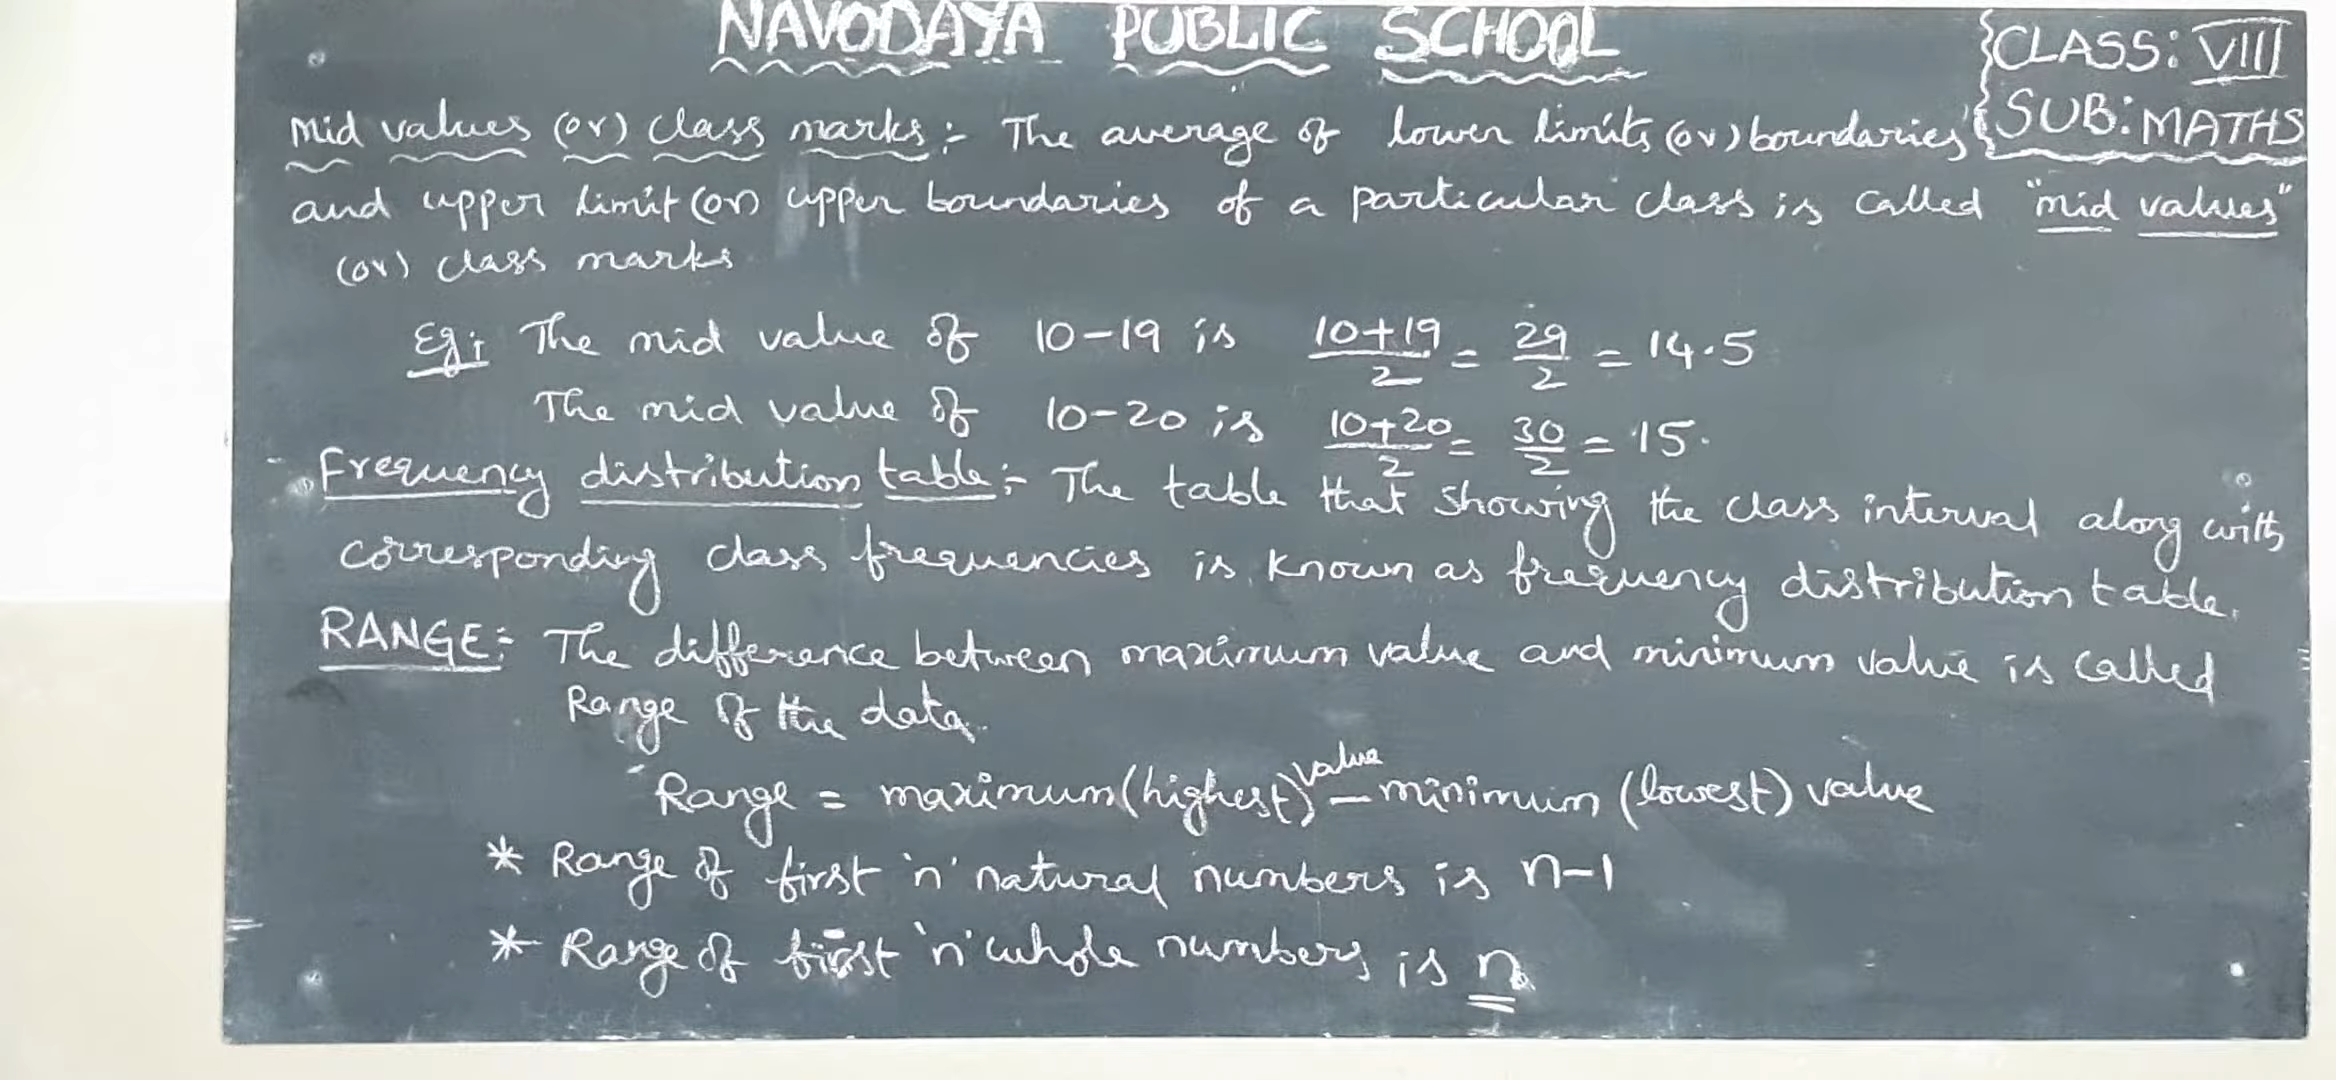 NAVODAYA PUBLIC SCHOOL
{CLASS: VIII
{SUB: MATHS
Mid values (or) class marks :- The average of lower limits (or) boundaries
and upper limit (or) upper boundaries of a particular class is called "mid values"
(or) class marks
Eg: The mid value of 10-19 is 10+19/2 = 29/2 = 14.5
The mid value of 10-20 is 10+20/2 = 30/2 = 15.
Frequency distribution table :- The table that showing the class interval along with
corresponding class frequencies is known as frequency distribution table.
RANGE :- The difference between maximum value and minimum value is called
Range of the data.
Range = maximum (highest) value - minimum (lowest) value
* Range of first 'n' natural numbers is n-1
* Range of first 'n' whole numbers is n